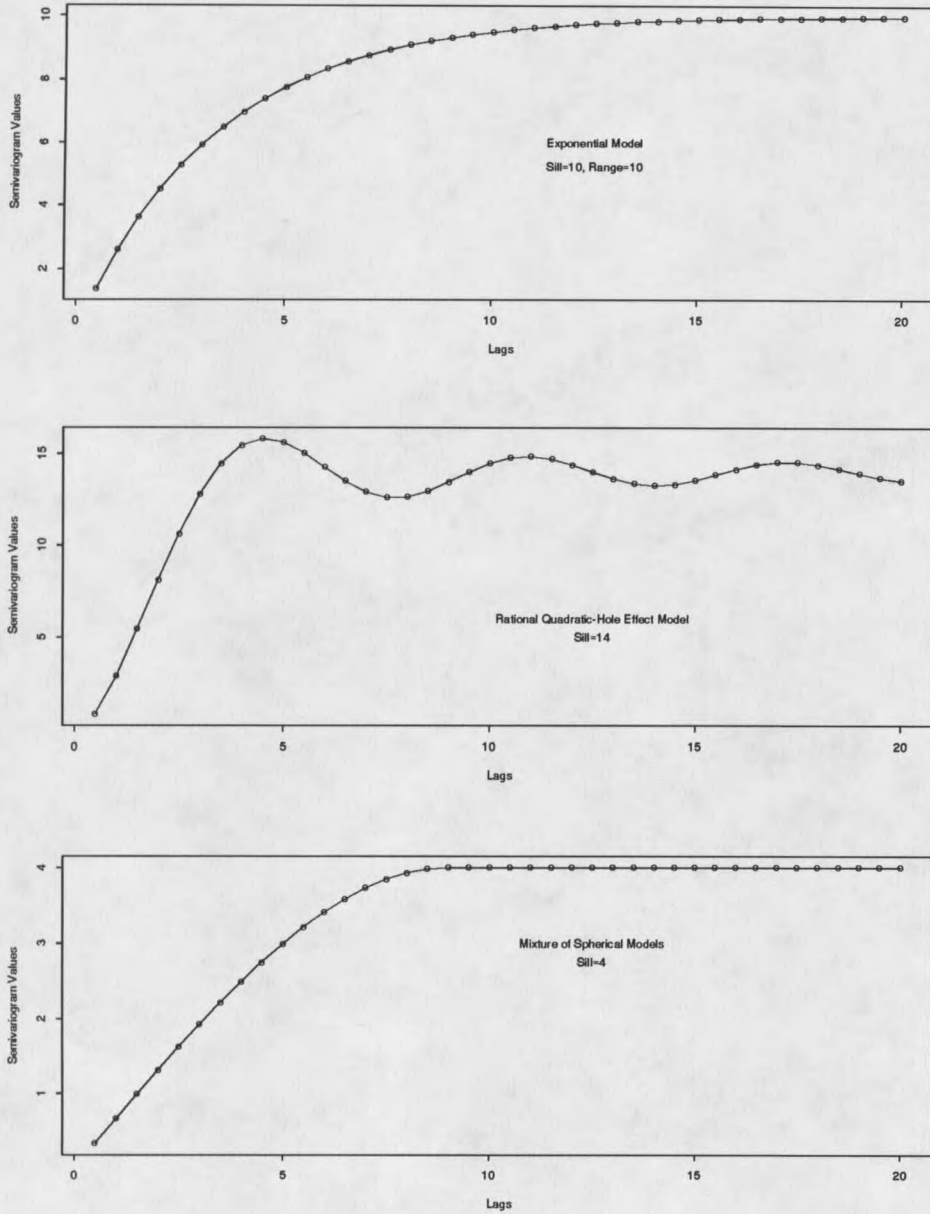 10
8
6
4
2
Semivariogram Values
Exponential Model
Sill=10, Range=10
0 5 10 15 20
Lags
15
10
5
Semivariogram Values
Rational Quadratic-Hole Effect Model
Sill=14
0 5 10 15 20
Lags
4
3
2
1
Semivariogram Values
Mixture of Spherical Models
Sill=4
0 5 10 15 20
Lags